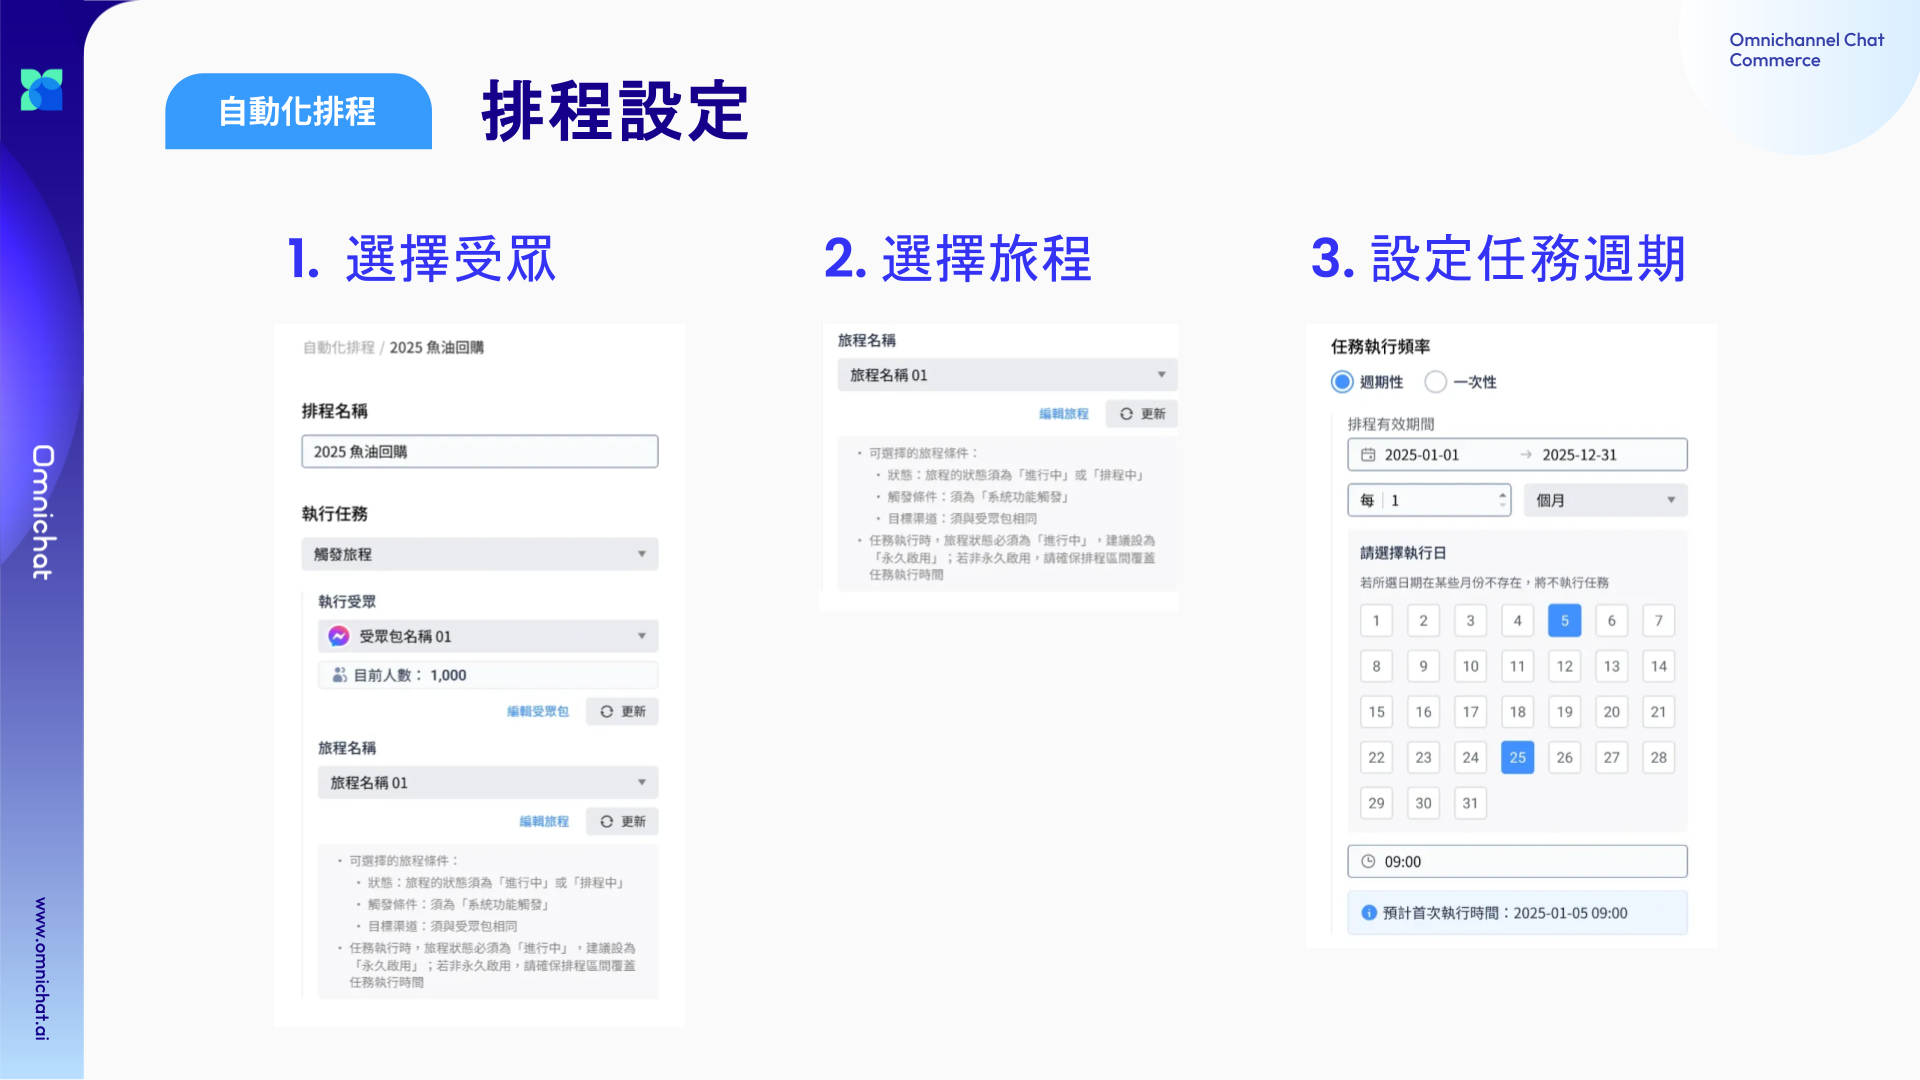 Omnichannel Chat
Commerce
自動化排程
排程設定
1. 選擇受眾
自動化排程 / 2025 魚油回購
排程名稱
2025 魚油回購
執行任務
觸發旅程
執行受眾
受眾包名稱 01
目前人數： 1,000
編輯受眾包 更新
旅程名稱
旅程名稱 01
編輯旅程 更新
• 可選擇的旅程條件：
• 狀態：旅程的狀態須為「進行中」或「排程中」
• 觸發條件：須為「系統功能觸發」
• 目標渠道：須與受眾包相同
• 任務執行時，旅程狀態必須為「進行中」，建議設為
「永久啟用」；若非永久啟用，請確保排程區間覆蓋
任務執行時間
2. 選擇旅程
旅程名稱
旅程名稱 01
編輯旅程 更新
• 可選擇的旅程條件：
• 狀態：旅程的狀態須為「進行中」或「排程中」
• 觸發條件：須為「系統功能觸發」
• 目標渠道：須與受眾包相同
• 任務執行時，旅程狀態必須為「進行中」，建議設為
「永久啟用」；若非永久啟用，請確保排程區間覆蓋
任務執行時間
3. 設定任務週期
任務執行頻率
週期性 一次性
排程有效期間
2025-01-01 → 2025-12-31
每 1 個月
請選擇執行日
若所選日期在某些月份不存在，將不執行任務
1 2 3 4 5 6 7
8 9 10 11 12 13 14
15 16 17 18 19 20 21
22 23 24 25 26 27 28
29 30 31
09:00
預計首次執行時間：2025-01-05 09:00
Omnichat
www.omnichat.ai